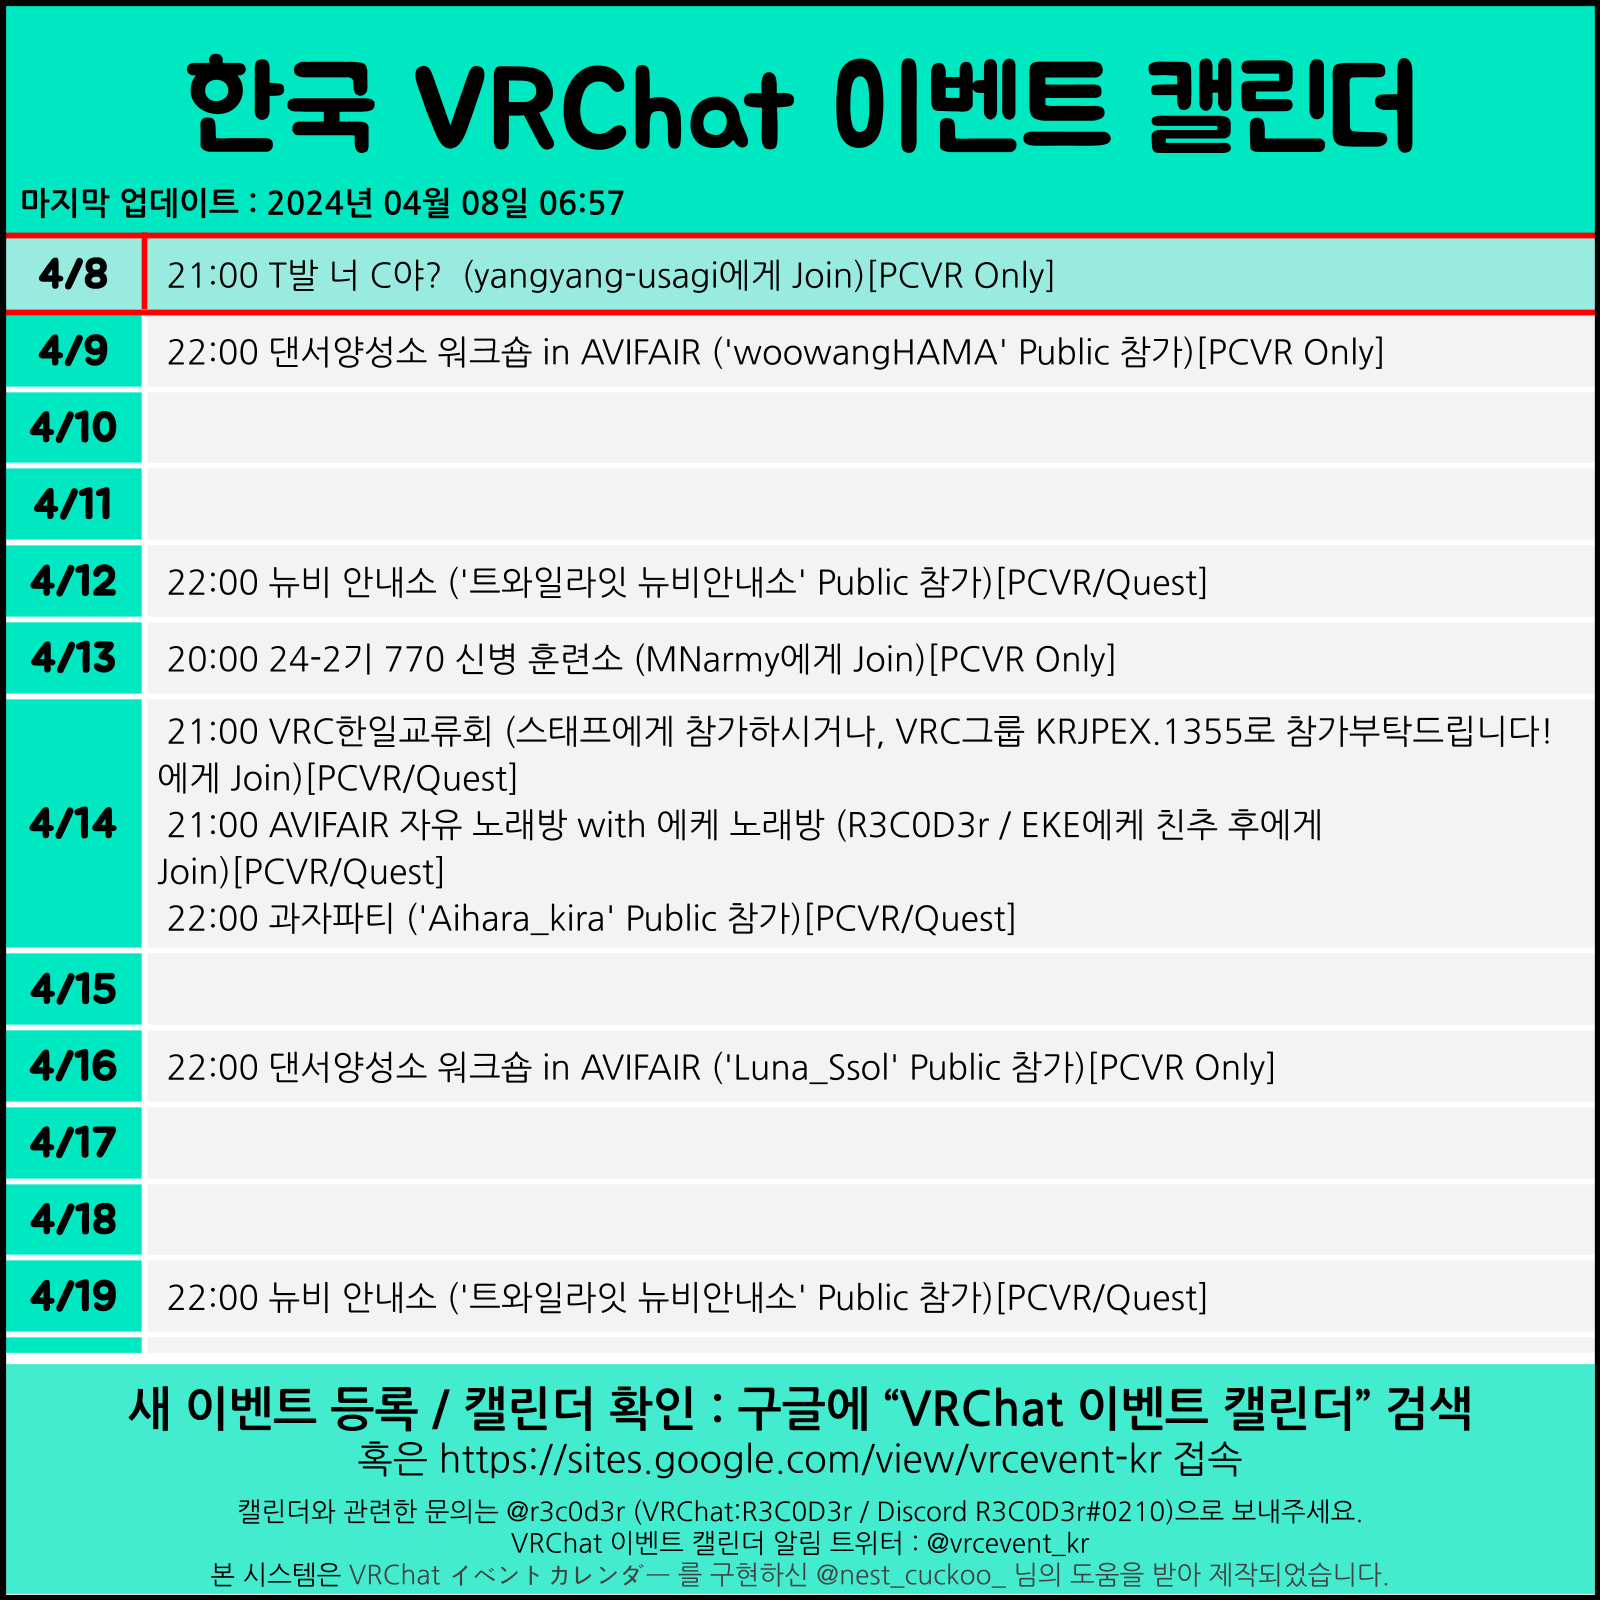 한국 VRChat 이벤트 캘린더
마지막 업데이트 : 2024년 04월 08일 06:57
4/8
21:00 T발 너 C야? (yangyang-usagi에게 Join)[PCVR Only]
4/9
22:00 댄서양성소 워크숍 in AVIFAIR ('woowangHAMA' Public 참가)[PCVR Only]
4/10
4/11
4/12
22:00 뉴비 안내소 ('트와일라잇 뉴비안내소' Public 참가)[PCVR/Quest]
4/13
20:00 24-2기 770 신병 훈련소 (MNarmy에게 Join)[PCVR Only]
4/14
21:00 VRC한일교류회 (스태프에게 참가하시거나, VRC그룹 KRJPEX.1355로 참가부탁드립니다!
에게 Join)[PCVR/Quest]
21:00 AVIFAIR 자유 노래방 with 에케 노래방 (R3C0D3r / EKE에케 친추 후에게
Join)[PCVR/Quest]
22:00 과자파티 ('Aihara_kira' Public 참가)[PCVR/Quest]
4/15
4/16
22:00 댄서양성소 워크숍 in AVIFAIR ('Luna_Ssol' Public 참가)[PCVR Only]
4/17
4/18
4/19
22:00 뉴비 안내소 ('트와일라잇 뉴비안내소' Public 참가)[PCVR/Quest]
새 이벤트 등록 / 캘린더 확인 : 구글에 “VRChat 이벤트 캘린더” 검색
혹은 https://sites.google.com/view/vrcevent-kr 접속
캘린더와 관련한 문의는 @r3c0d3r (VRChat:R3C0D3r / Discord R3C0D3r#0210)으로 보내주세요.
VRChat 이벤트 캘린더 알림 트위터 : @vrcevent_kr
본 시스템은 VRChat イベントカレンダー 를 구현하신 @nest_cuckoo_ 님의 도움을 받아 제작되었습니다.